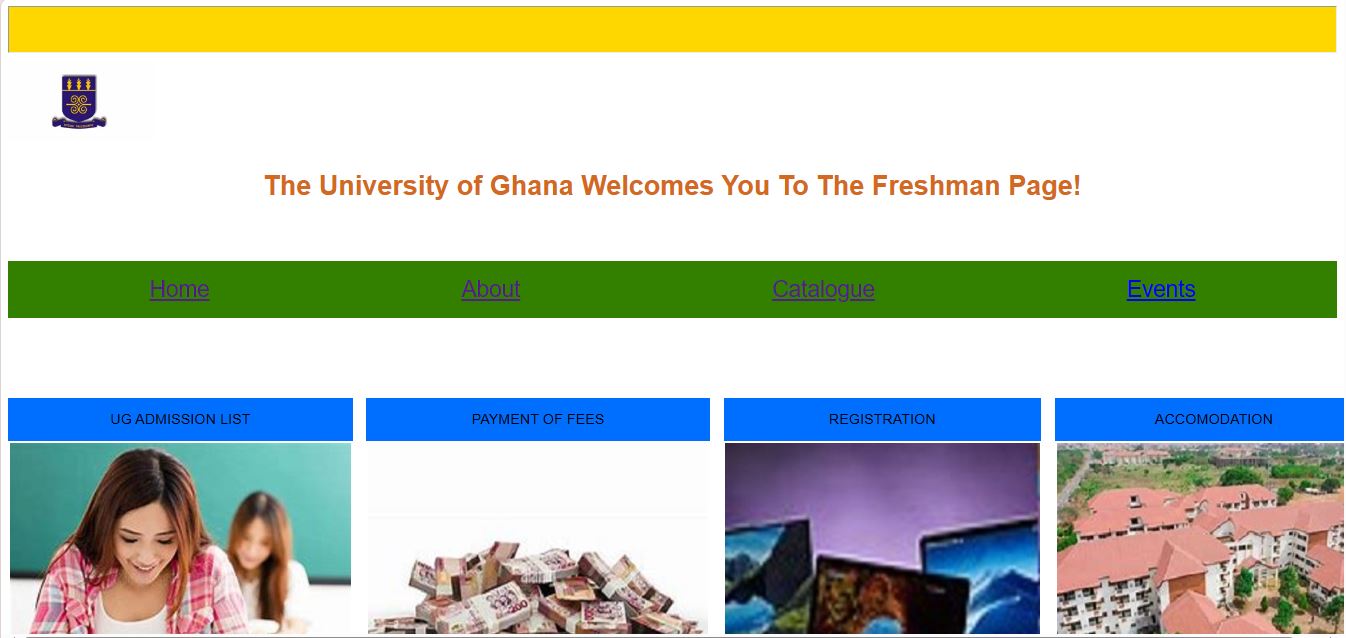 The University of Ghana Welcomes You To The Freshman Page!
Home About Catalogue Events
UG ADMISSION LIST PAYMENT OF FEES REGISTRATION ACCOMODATION
200